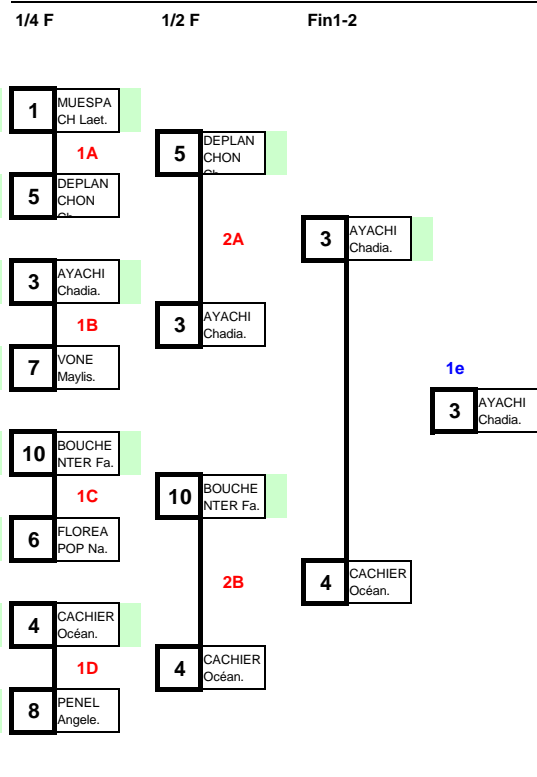 1/4 F 1/2 F Fin1-2
1 MUESPA
CH Laet.
1A
5 DEPLAN
CHON
3 AYACHI
Chadia.
1B
7 VONE
Maylis.
10 BOUCHE
NTER Fa.
1C
6 FLOREA
POP Na.
4 CACHIER
Océan.
1D
8 PENEL
Angele.
5 DEPLAN
CHON
2A
3 AYACHI
Chadia.
10 BOUCHE
NTER Fa.
2B
4 CACHIER
Océan.
3 AYACHI
Chadia.
4 CACHIER
Océan.
1e
3 AYACHI
Chadia.